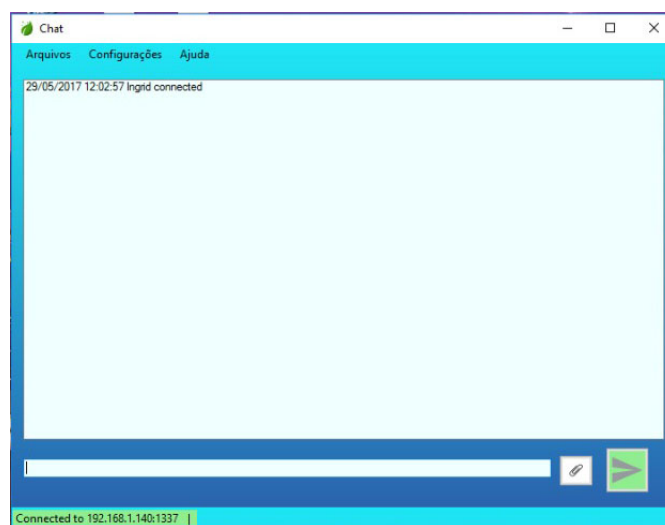 Chat
Arquivos Configurações Ajuda
29/05/2017 12:02:57 Ingrid connected
Connected to 192.168.1.140:1337 |